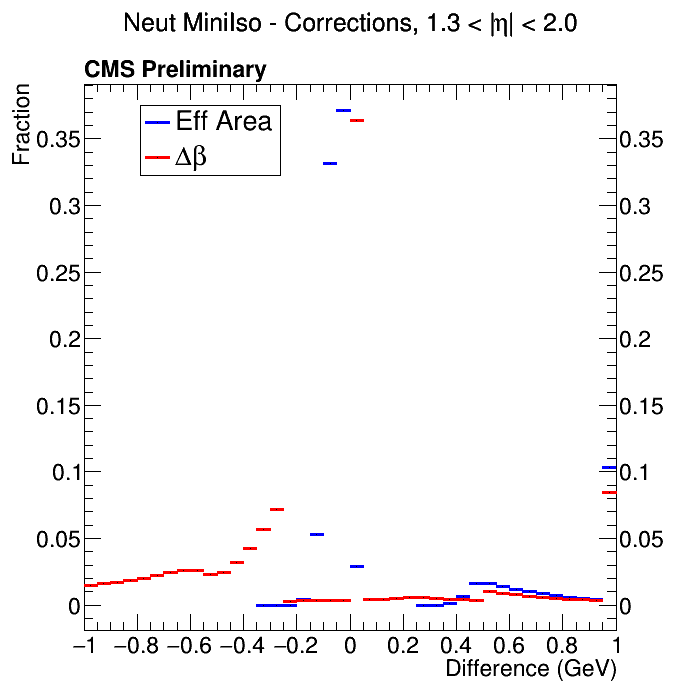 Neut MiniIso - Corrections, 1.3 < |η| < 2.0
CMS Preliminary
Fraction
Eff Area
Δβ
0.35 0.35
0.3 0.3
0.25 0.25
0.2 0.2
0.15 0.15
0.1 0.1
0.05 0.05
0 0
−1 −0.8 −0.6 −0.4 −0.2 0 0.2 0.4 0.6 0.8 1
Difference (GeV)